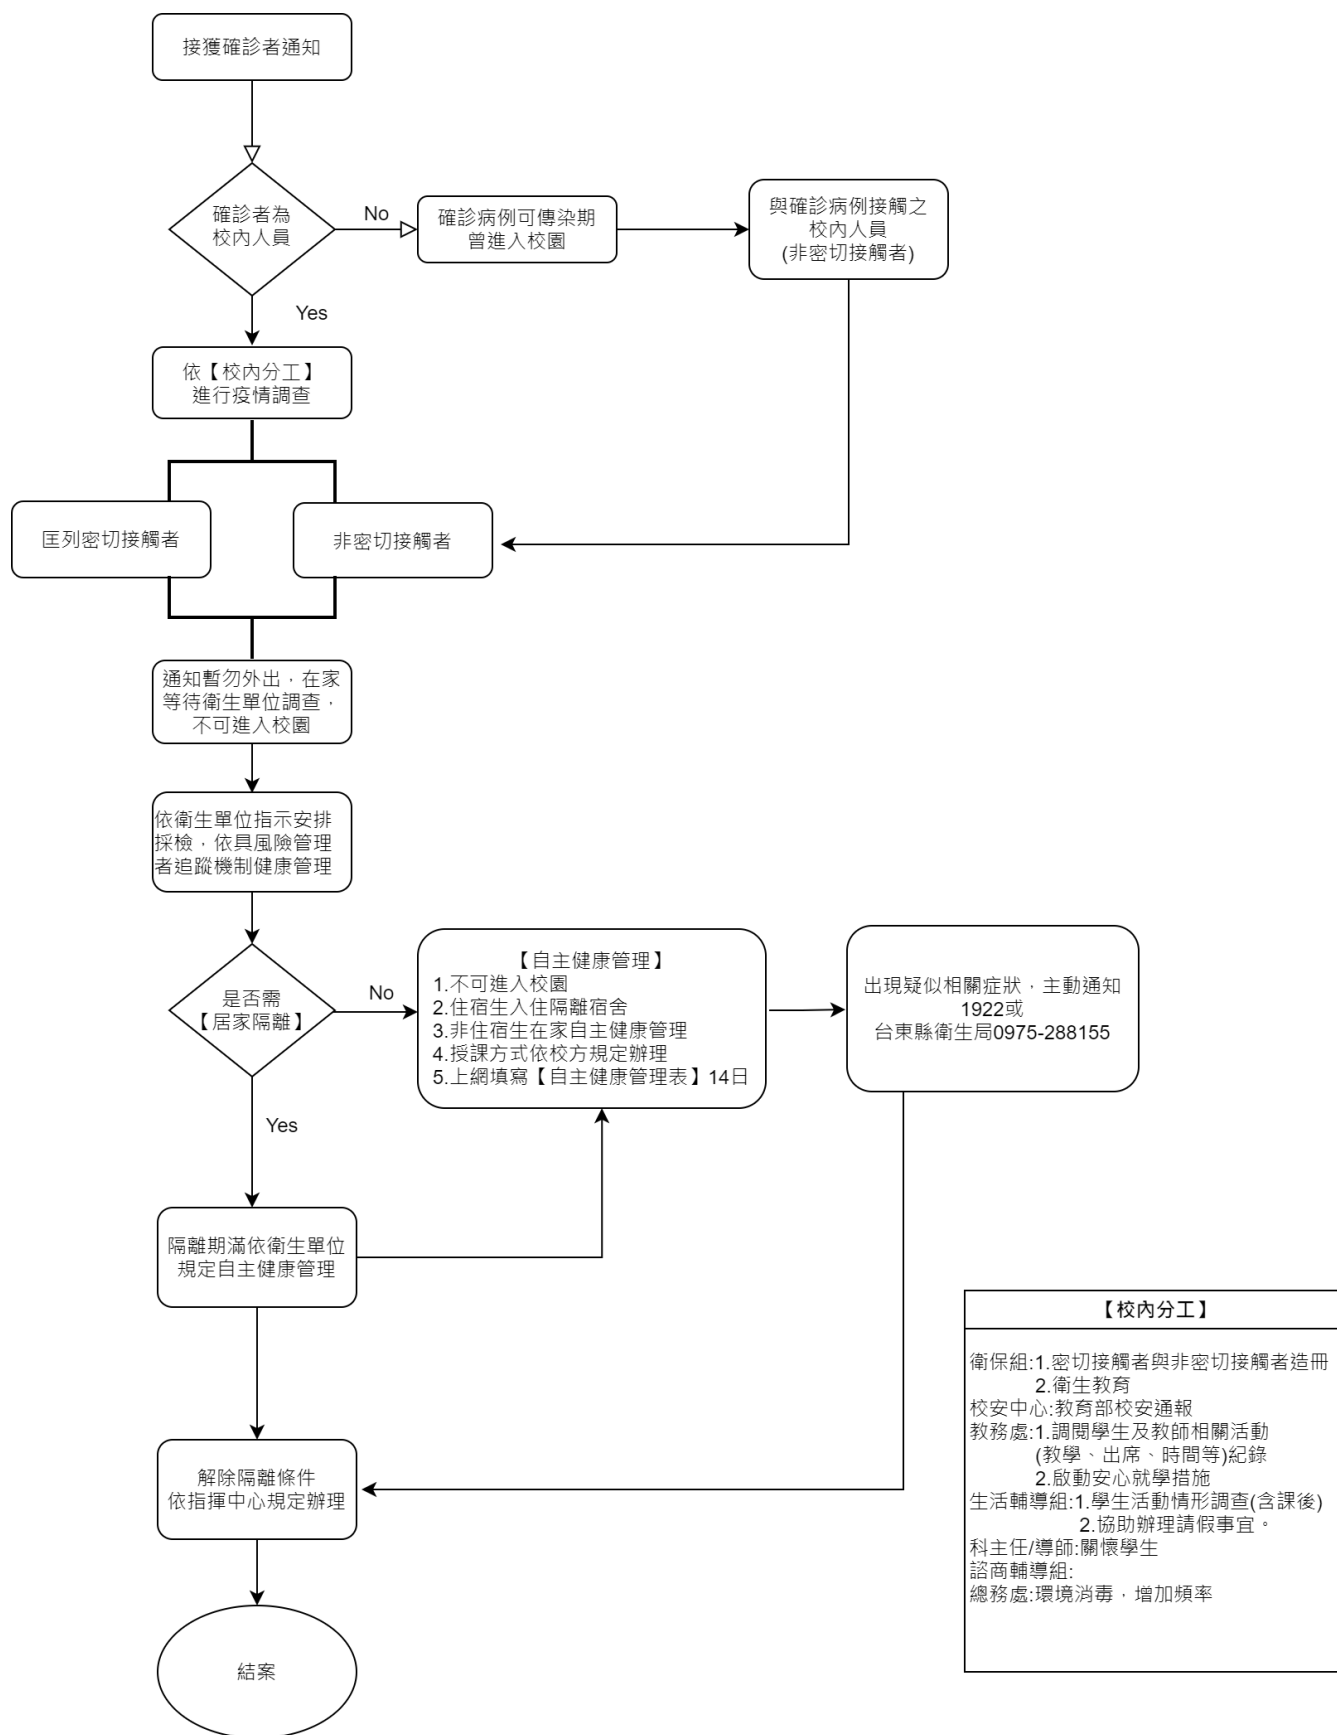 接獲確診者通知
確診者為
校內人員
No
確診病例可傳染期
曾進入校園
與確診病例接觸之
校內人員
(非密切接觸者)
Yes
依【校內分工】
進行疫情調查
匡列密切接觸者
非密切接觸者
通知暫勿外出，在家
等待衛生單位調查，
不可進入校園
依衛生單位指示安排
採檢，依具風險管理
者追蹤機制健康管理
是否需
【居家隔離】
No
【自主健康管理】
1.不可進入校園
2.住宿生入住隔離宿舍
3.非住宿生在家自主健康管理
4.授課方式依校方規定辦理
5.上網填寫【自主健康管理表】14日
出現疑似相關症狀，主動通知
1922或
台東縣衛生局0975-288155
Yes
隔離期滿依衛生單位
規定自主健康管理
解除隔離條件
依指揮中心規定辦理
結案
【校內分工】
衛保組:1.密切接觸者與非密切接觸者造冊
2.衛生教育
校安中心:教育部校安通報
教務處:1.調閱學生及教師相關活動
(教學、出席、時間等)紀錄
2.啟動安心就學措施
生活輔導組:1.學生活動情形調查(含課後)
2.協助辦理請假事宜。
科主任/導師:關懷學生
諮商輔導組:
總務處:環境消毒，增加頻率